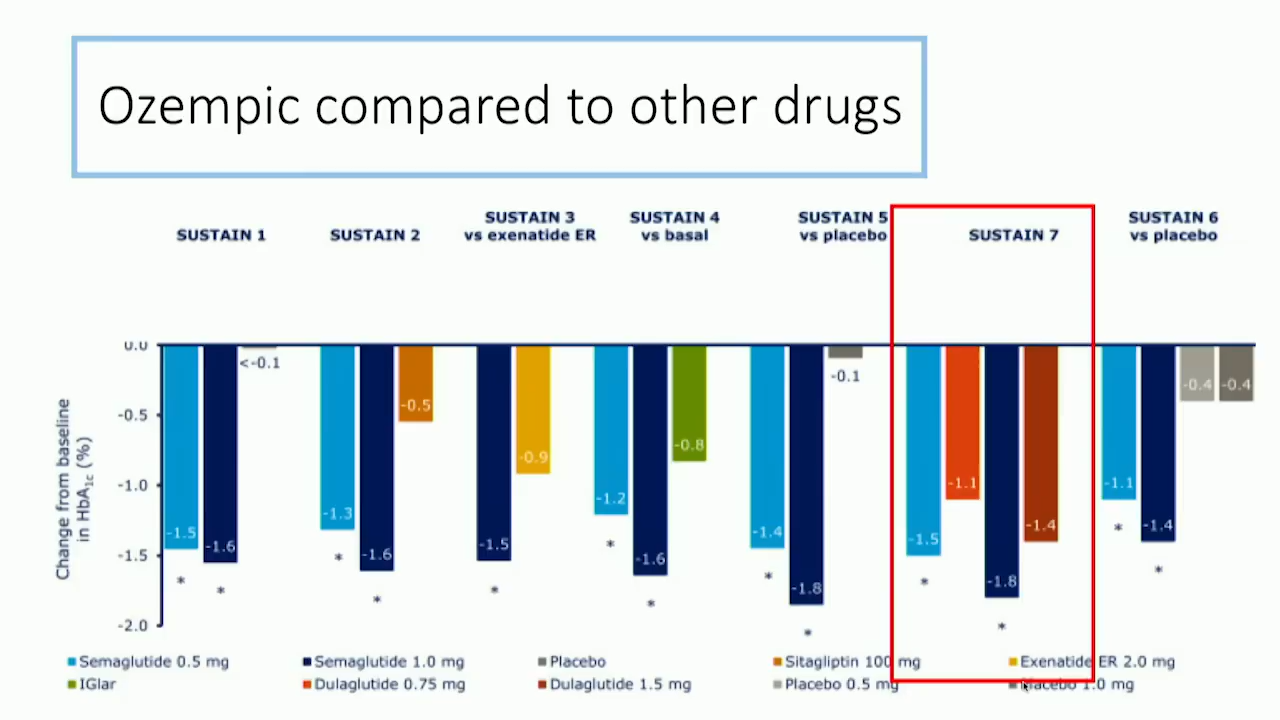 Ozempic compared to other drugs
SUSTAIN 1
SUSTAIN 2
SUSTAIN 3
vs exenatide ER
SUSTAIN 4
vs basal
SUSTAIN 5
vs placebo
SUSTAIN 7
SUSTAIN 6
vs placebo
Change from baseline
in HbA1c (%)
0.0
-0.5
-1.0
-1.5
-2.0
-1.5
-1.6
<-0.1
* *
-1.3
-1.6
-0.5
* *
-1.5
-0.9
*
-1.2
-1.6
-0.8
* *
-1.4
-1.8
-0.1
* *
-1.5
-1.1
-1.8
-1.4
* *
-1.1
-1.4
-0.4
-0.4
* *
Semaglutide 0.5 mg
Semaglutide 1.0 mg
Placebo
Sitagliptin 100 mg
Exenatide ER 2.0 mg
IGlar
Dulaglutide 0.75 mg
Dulaglutide 1.5 mg
Placebo 0.5 mg
Placebo 1.0 mg